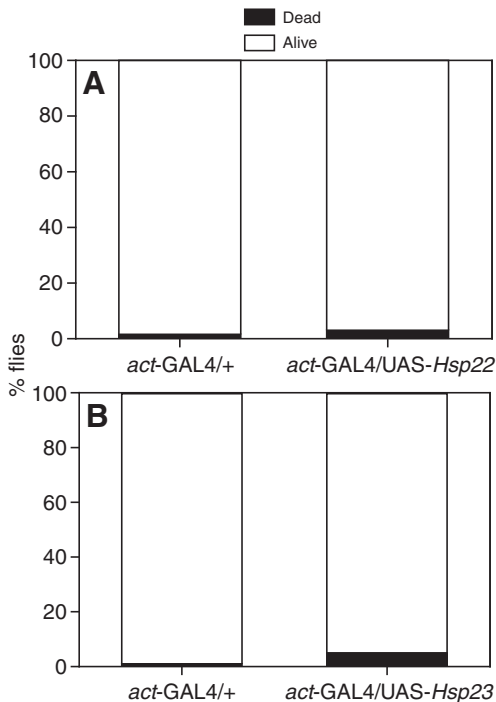 Dead
Alive
100
A
80
60
40
20
0
act-GAL4/+ act-GAL4/UAS-Hsp22
% flies
100
B
80
60
40
20
0
act-GAL4/+ act-GAL4/UAS-Hsp23